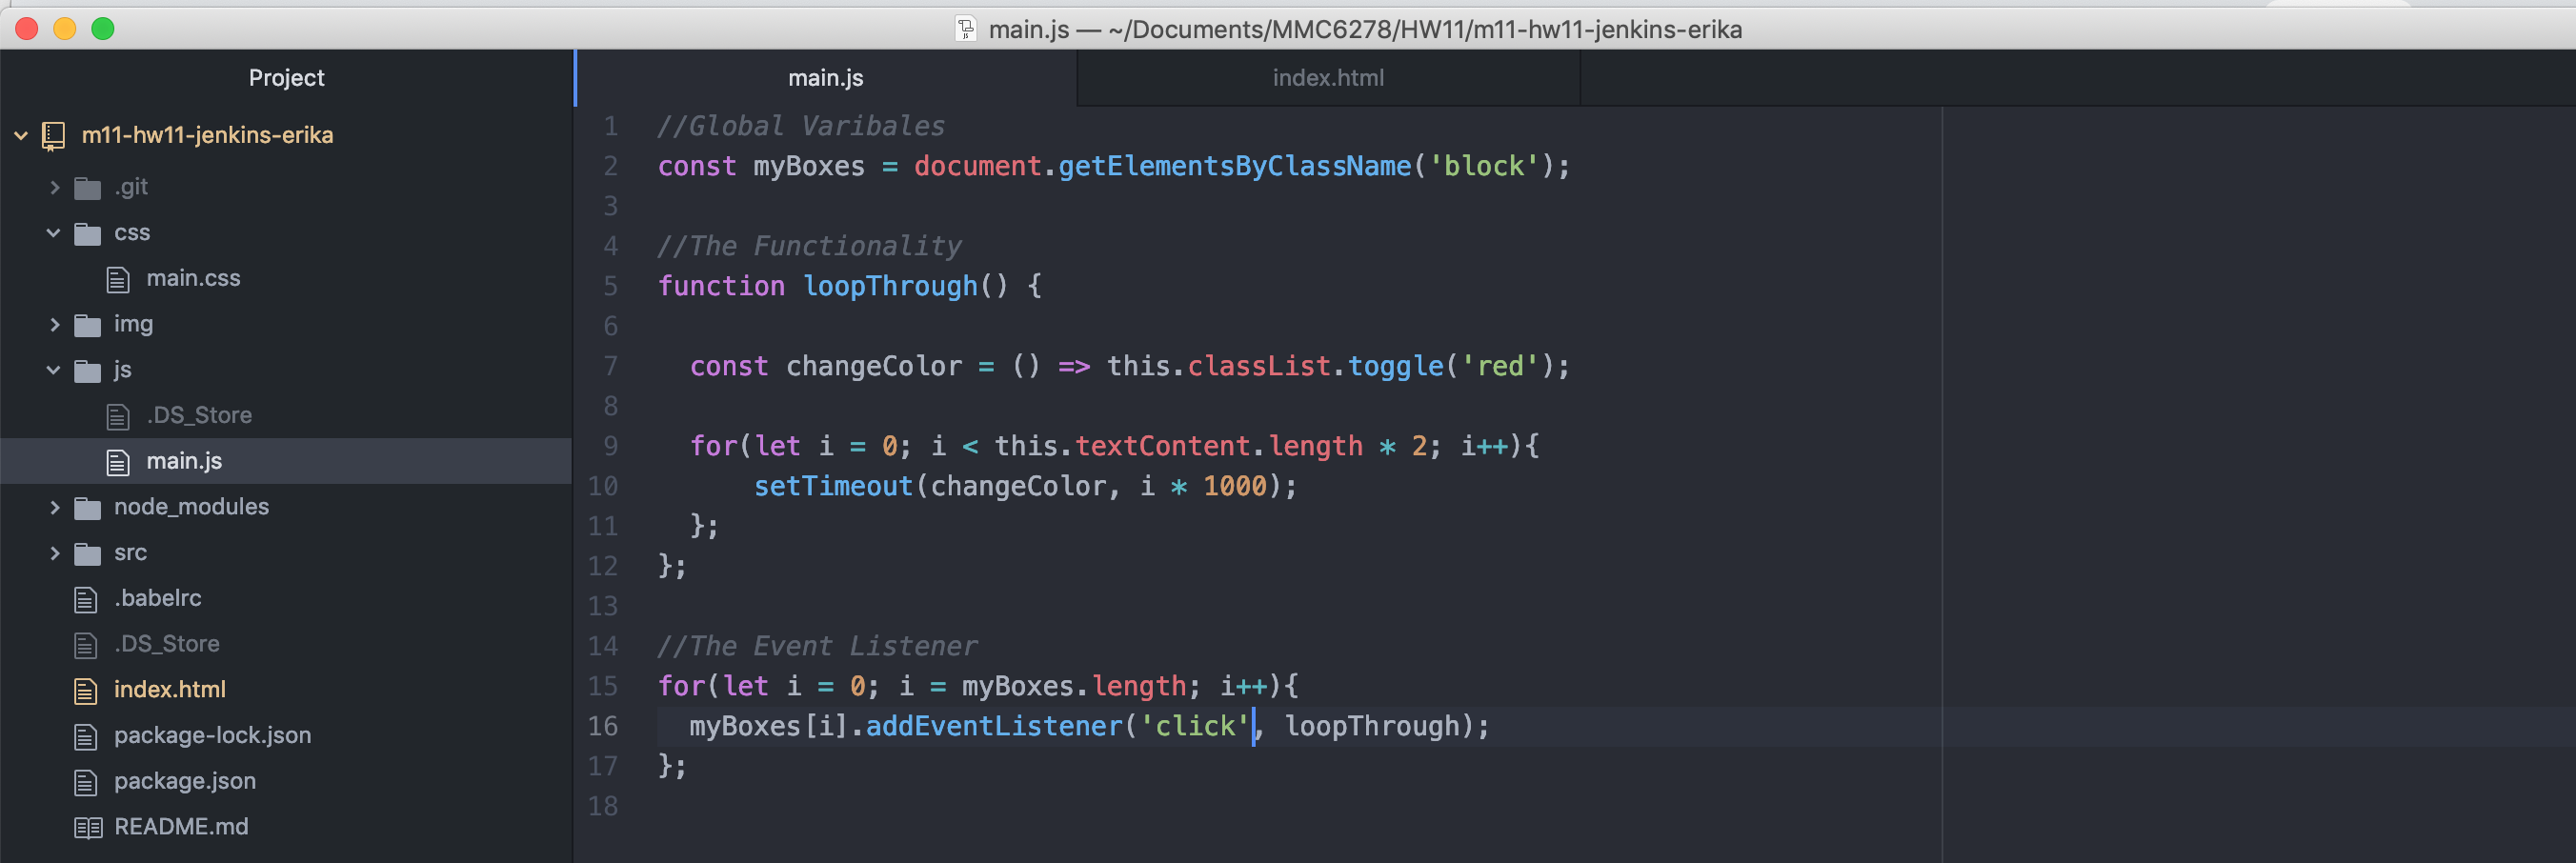 main.js — ~/Documents/MMC6278/HW11/m11-hw11-jenkins-erika
Project
main.js
index.html
m11-hw11-jenkins-erika
.git
css
main.css
img
js
.DS_Store
main.js
node_modules
src
.babelrc
.DS_Store
index.html
package-lock.json
package.json
README.md
1 //Global Varibales
2 const myBoxes = document.getElementsByClassName('block');
3
4 //The Functionality
5 function loopThrough() {
6
7 const changeColor = () => this.classList.toggle('red');
8
9 for(let i = 0; i < this.textContent.length * 2; i++){
10 setTimeout(changeColor, i * 1000);
11 };
12 };
13
14 //The Event Listener
15 for(let i = 0; i = myBoxes.length; i++){
16 myBoxes[i].addEventListener('click', loopThrough);
17 };
18